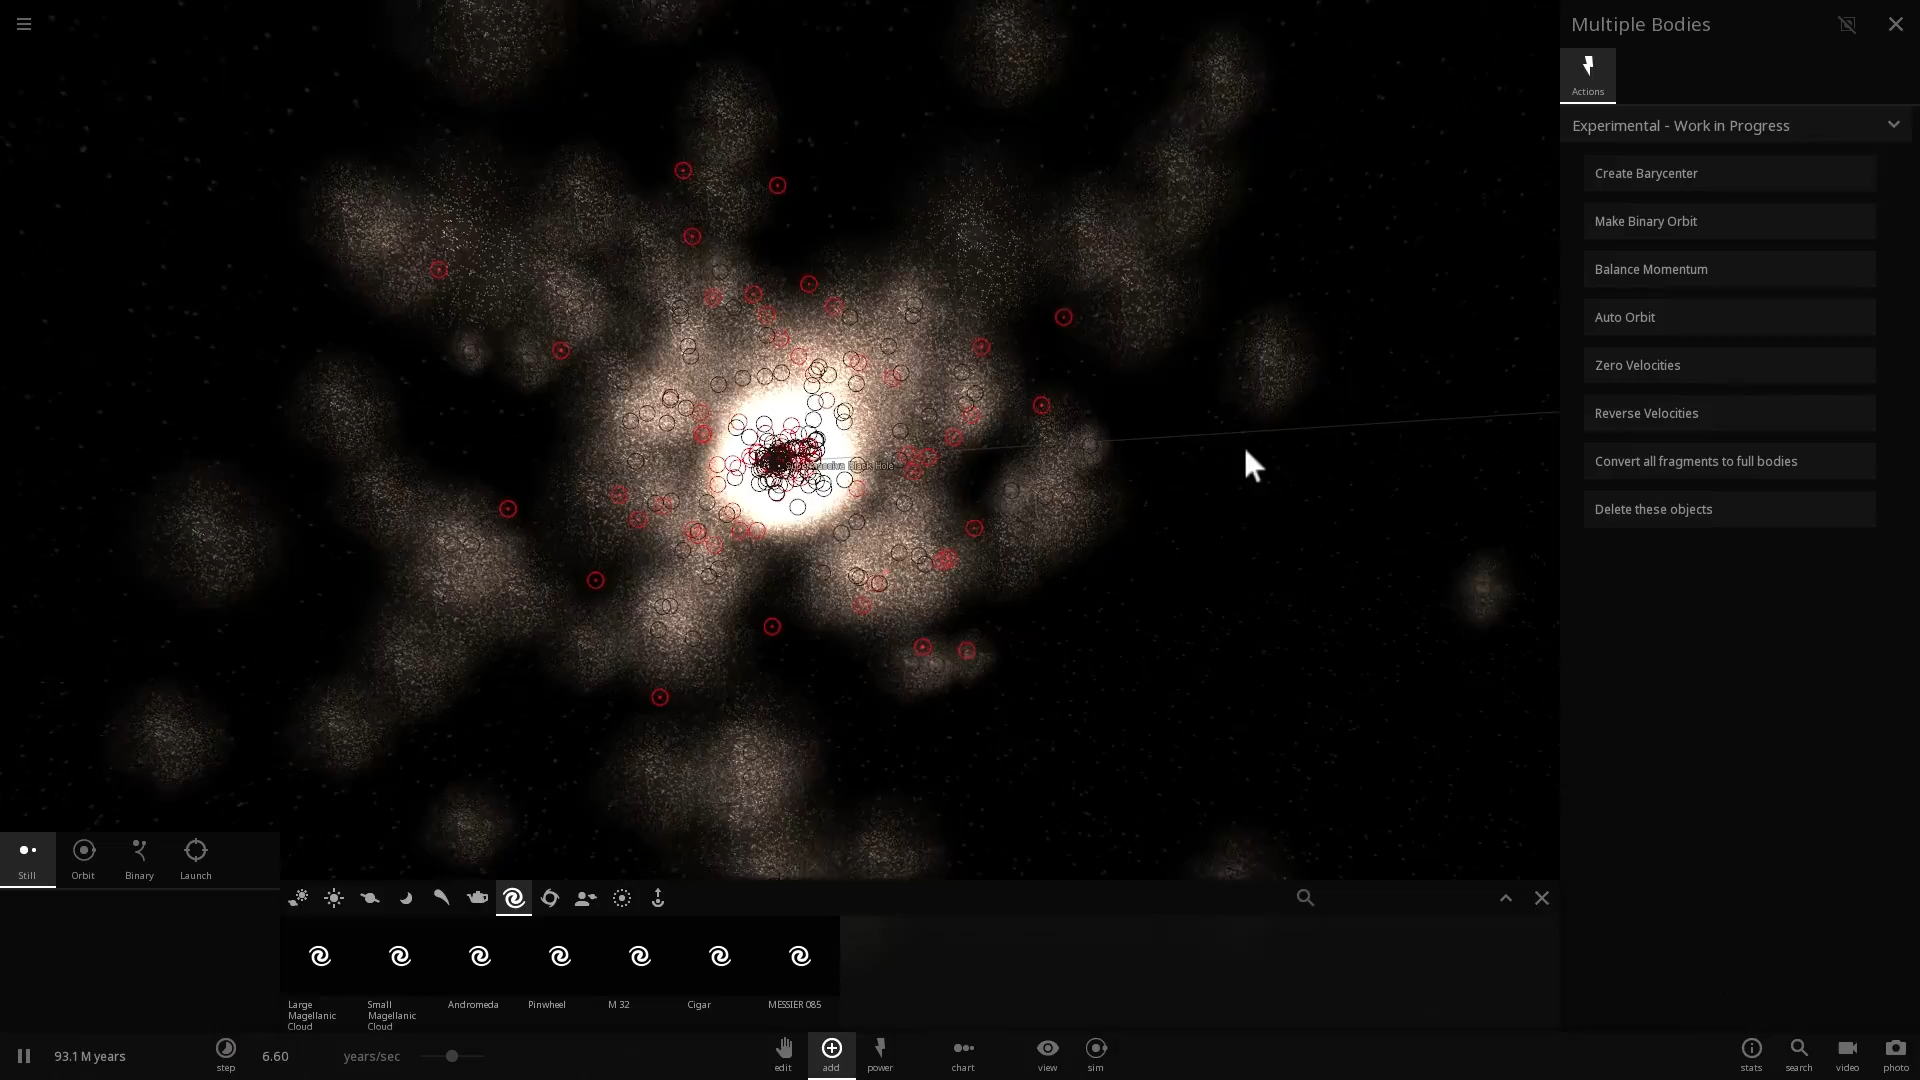 Multiple Bodies
Actions
Experimental - Work in Progress
Create Barycenter
Make Binary Orbit
Balance Momentum
Auto Orbit
Zero Velocities
Reverse Velocities
Convert all fragments to full bodies
Delete these objects
Black Hole
Still
Orbit
Binary
Launch
Large
Magellanic
Cloud
Small
Magellanic
Cloud
Andromeda
Pinwheel
M 32
Cigar
MESSIER 085
93.1 M years
step
6.60
years/sec
edit
add
power
chart
view
sim
stats
search
video
photo